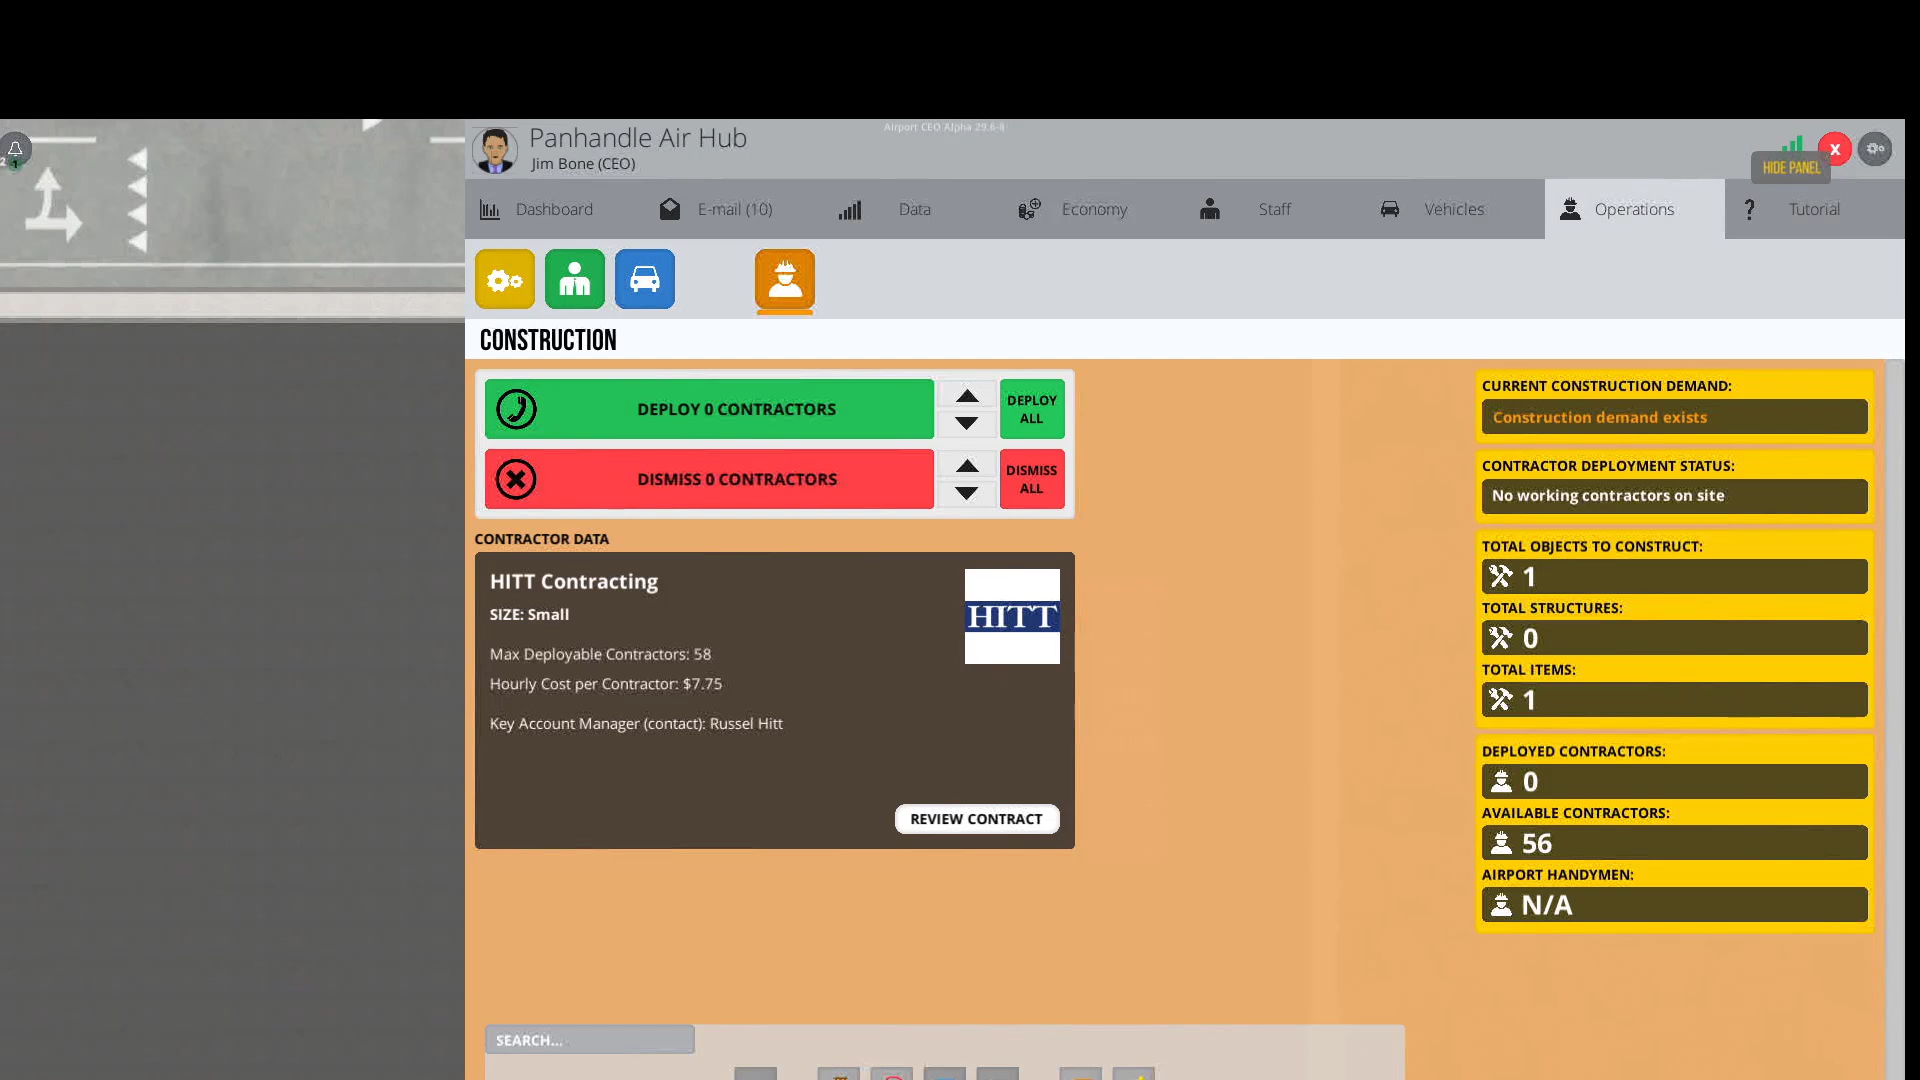 Airport CEO Alpha 29.6-8
Panhandle Air Hub
Jim Bone (CEO)
HIDE PANEL
2
1
Dashboard
E-mail (10)
Data
Economy
Staff
Vehicles
Operations
? Tutorial
CONSTRUCTION
DEPLOY 0 CONTRACTORS
DEPLOY
ALL
DISMISS 0 CONTRACTORS
DISMISS
ALL
CONTRACTOR DATA
HITT Contracting
SIZE: Small
Max Deployable Contractors: 58
Hourly Cost per Contractor: $7.75
Key Account Manager (contact): Russel Hitt
HITT
REVIEW CONTRACT
CURRENT CONSTRUCTION DEMAND:
Construction demand exists
CONTRACTOR DEPLOYMENT STATUS:
No working contractors on site
TOTAL OBJECTS TO CONSTRUCT:
1
TOTAL STRUCTURES:
0
TOTAL ITEMS:
1
DEPLOYED CONTRACTORS:
0
AVAILABLE CONTRACTORS:
56
AIRPORT HANDYMEN:
N/A
SEARCH...